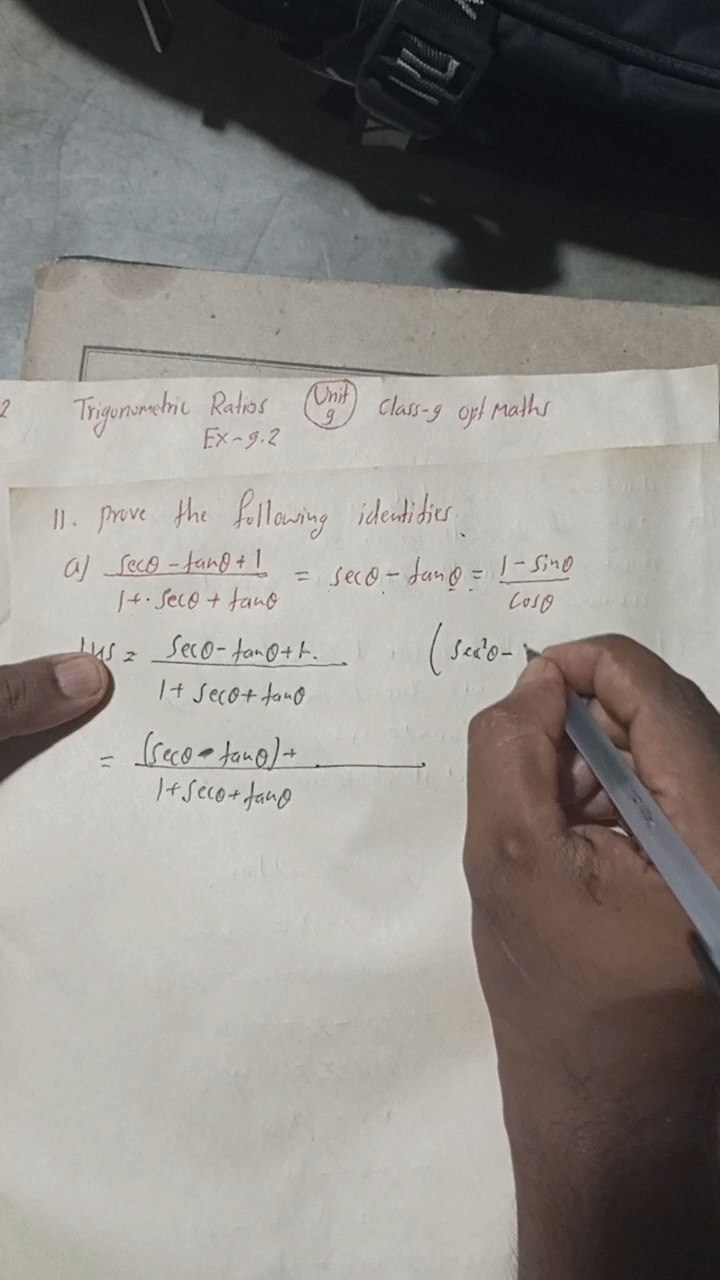 2 Trigonometric Ratios Unit 9 Class-9 opt Maths
Ex-9.2
11. prove the following identidies.
a) secθ - tanθ + 1 / 1 + secθ + tanθ = secθ - tanθ = 1 - sinθ / cosθ
LHS = secθ - tanθ + 1 / 1 + secθ + tanθ (sec²θ -
= (secθ - tanθ) + / 1 + secθ + tanθ